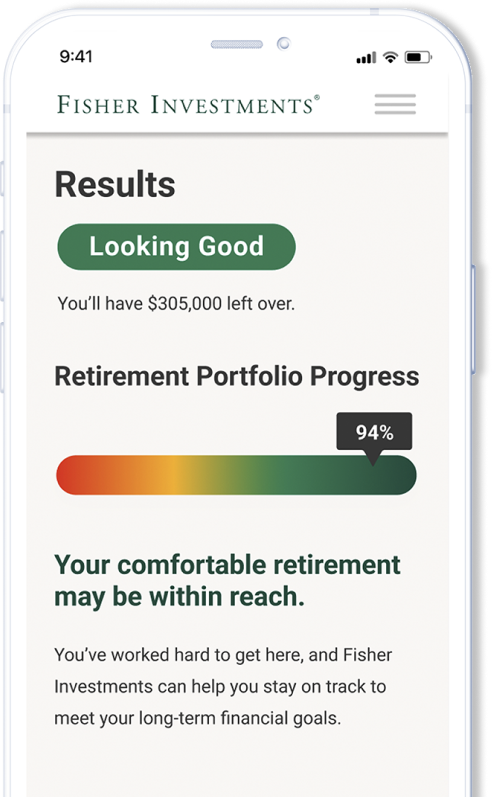 9:41
FISHER INVESTMENTS®
Results
Looking Good
You’ll have $305,000 left over.
Retirement Portfolio Progress
94%
Your comfortable retirement
may be within reach.
You’ve worked hard to get here, and Fisher
Investments can help you stay on track to
meet your long-term financial goals.